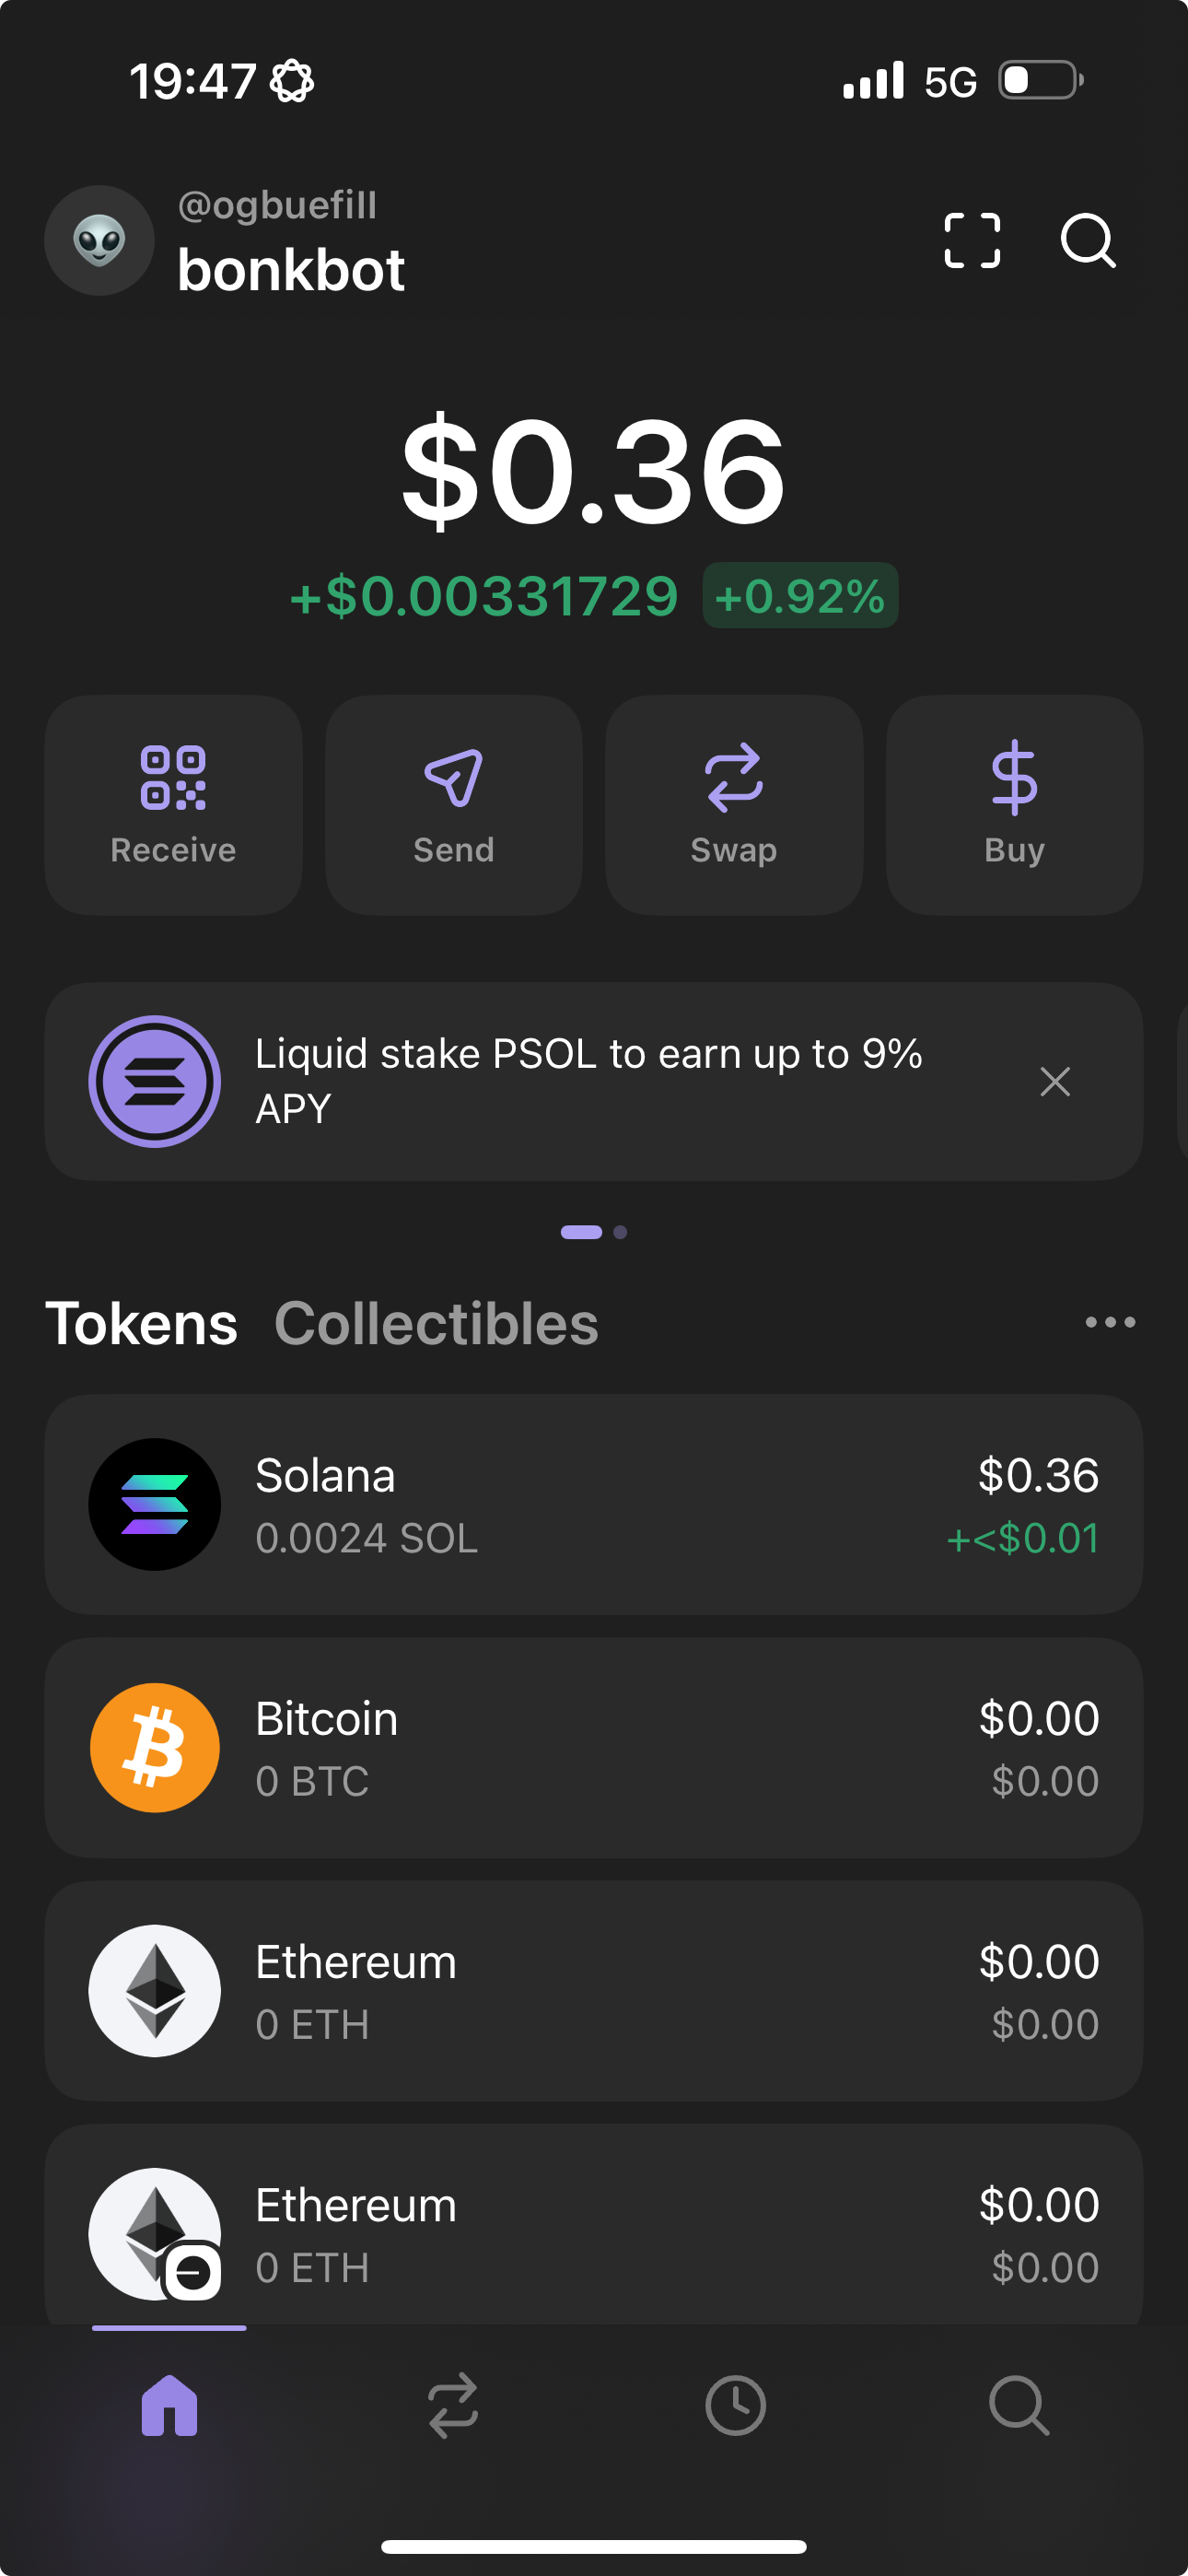 19:47
5G
@ogbuefill
bonkbot
$0.36
+$0.00331729 +0.92%
Receive
Send
Swap
Buy
Liquid stake PSOL to earn up to 9%
APY
Tokens
Collectibles
Solana
$0.36
0.0024 SOL
+<$0.01
Bitcoin
$0.00
0 BTC
$0.00
Ethereum
$0.00
0 ETH
$0.00
Ethereum
$0.00
0 ETH
$0.00